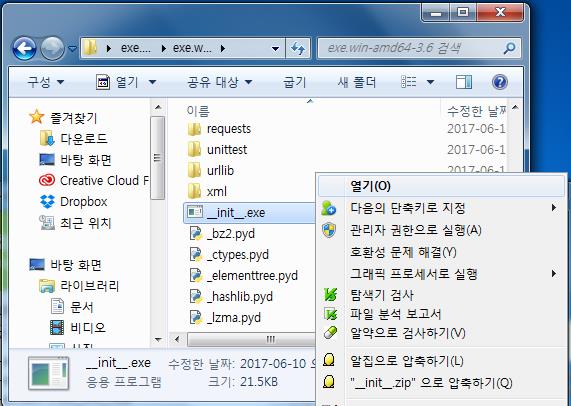 exe.... exe.w... exe.win-amd64-3.6 검색
구성 열기 공유 대상 굽기 새 폴더
이름 수정한 날짜
즐겨찾기
다운로드
바탕 화면
Creative Cloud F
Dropbox
최근 위치
바탕 화면
라이브러리
문서
비디오
requests 2017-06-1
unittest 2017-06-1
urllib 2017-06-1
xml
__init__.exe
_bz2.pyd
_ctypes.pyd
_elementtree.pyd
_hashlib.pyd
_lzma.pyd
열기(O)
다음의 단축키로 지정
관리자 권한으로 실행(A)
호환성 문제 해결(Y)
그래픽 프로세서로 실행
탐색기 검사
파일 분석 보고서
알약으로 검사하기(V)
알집으로 압축하기(L)
"__init__.zip" 으로 압축하기(Q)
__init__.exe 수정한 날짜: 2017-06-10 오
응용 프로그램 크기: 21.5KB